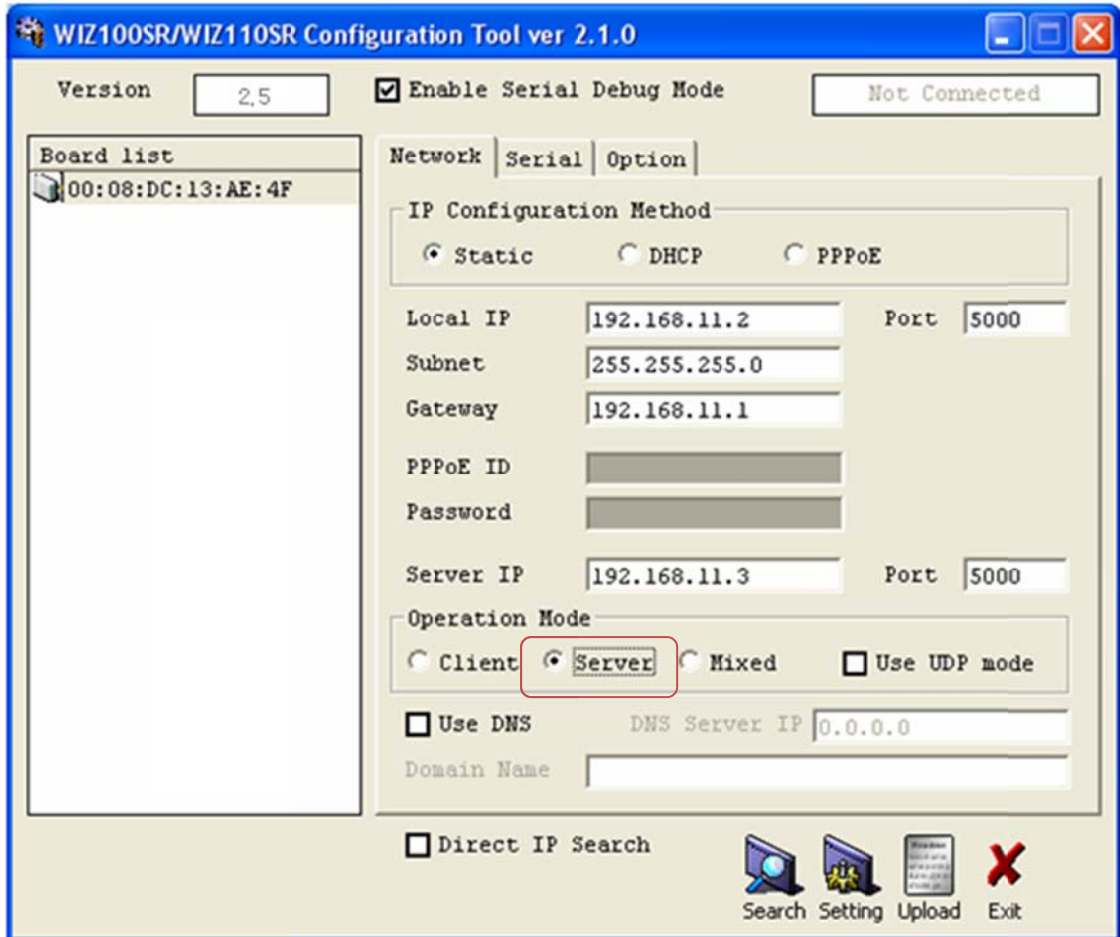 WIZ100SR/WIZ110SR Configuration Tool ver 2.1.0
Version 2,5 Enable Serial Debug Mode Not Connected
Board list
00:08:DC:13:AE:4F
Network Serial Option
IP Configuration Method
Static DHCP PPPoE
Local IP 192.168.11.2 Port 5000
Subnet 255.255.255.0
Gateway 192.168.11.1
PPPoE ID
Password
Server IP 192.168.11.3 Port 5000
Operation Mode
Client Server Mixed Use UDP mode
Use DNS DNS Server IP 0.0.0.0
Domain Name
Direct IP Search
Search Setting Upload Exit